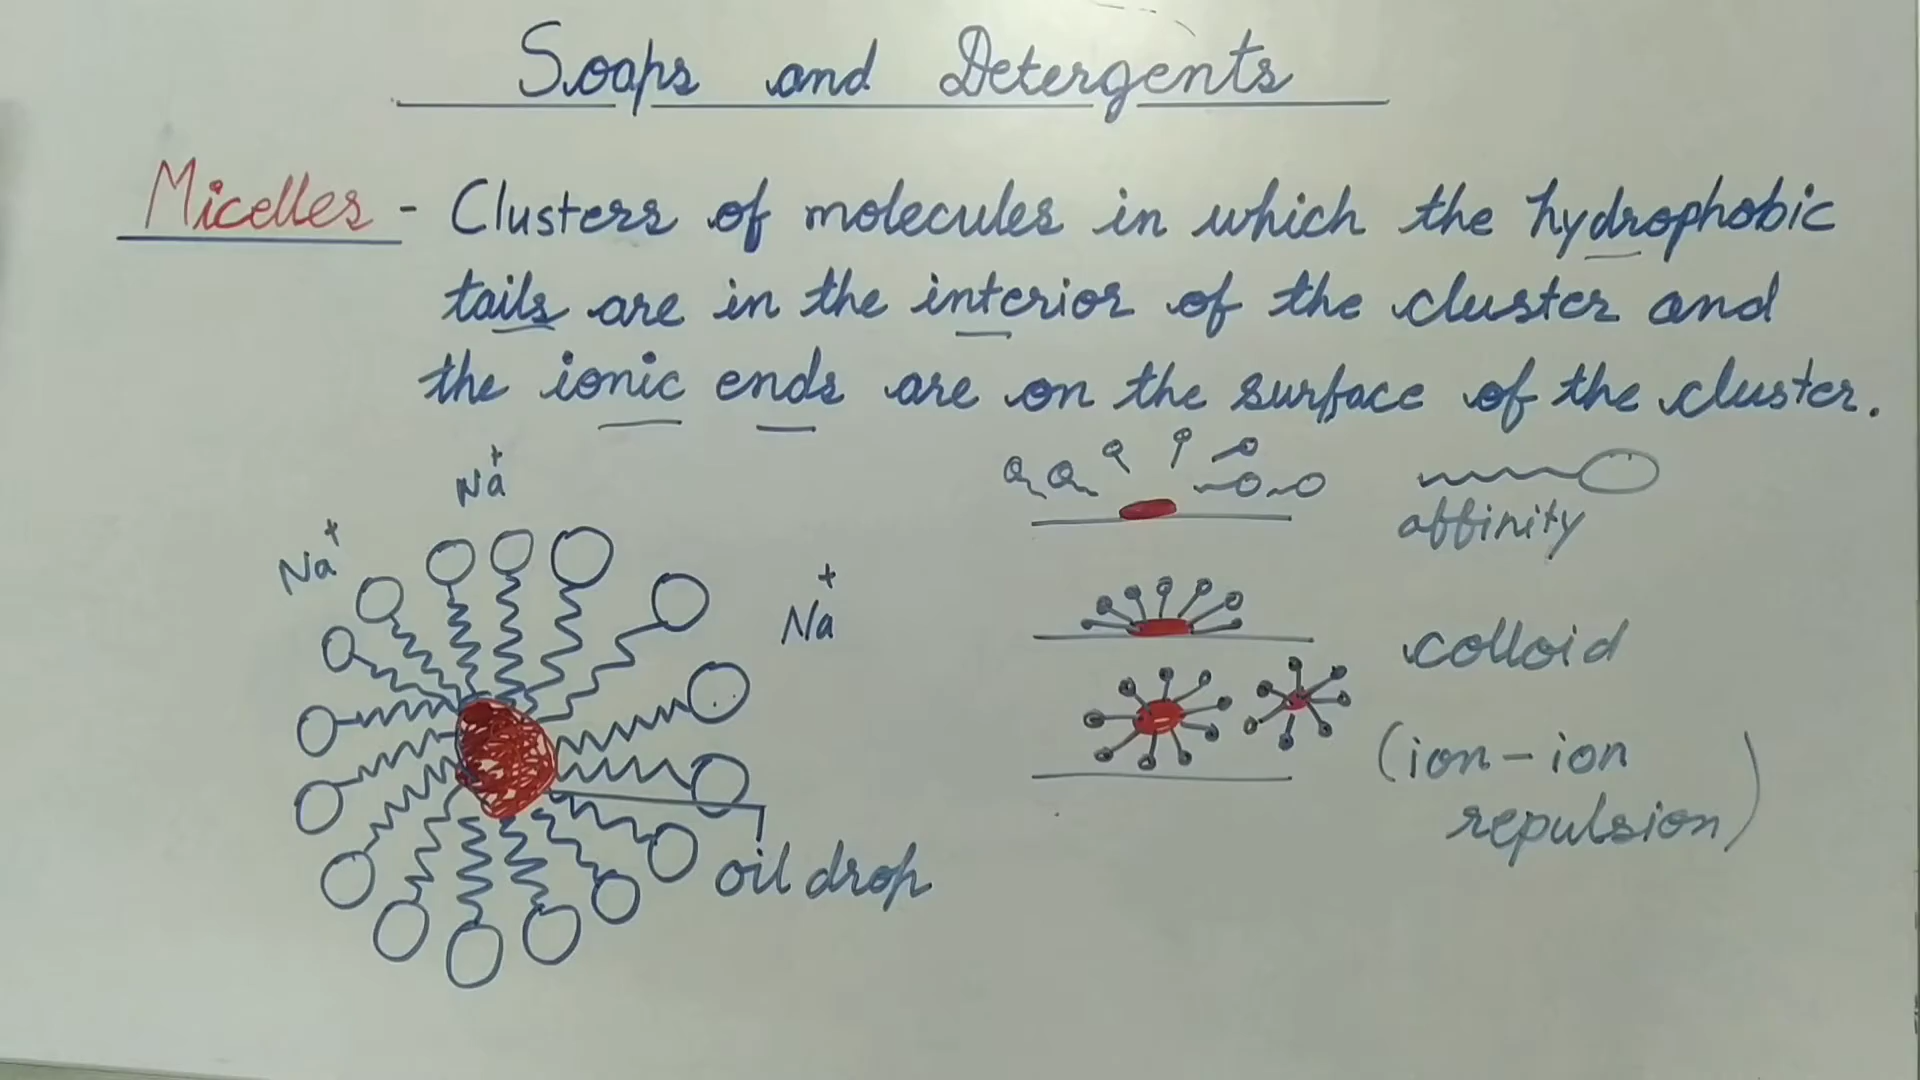 Soaps and Detergents
Micelles - Clusters of molecules in which the hydrophobic
tails are in the interior of the cluster and
the ionic ends are on the surface of the cluster.
Na+
Na+
Na+
oil drop
affinity
colloid
(ion-ion
repulsion)